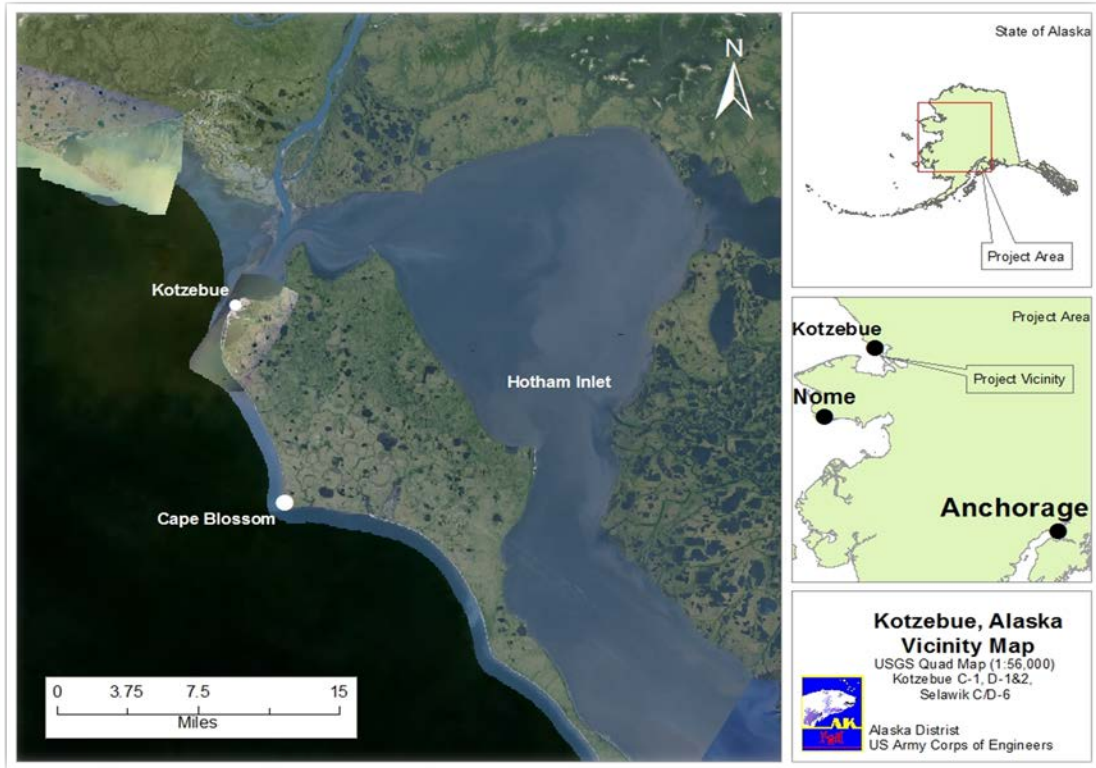 N
Kotzebue
Hotham Inlet
Cape Blossom
0 3.75 7.5 15
Miles
State of Alaska
Project Area
Project Area
Kotzebue
Project Vicinity
Nome
Anchorage
Kotzebue, Alaska
Vicinity Map
USGS Quad Map (1:56,000)
Kotzebue C-1, D-1&2,
Selawik C/D-6
AK
Alaska District
US Army Corps of Engineers